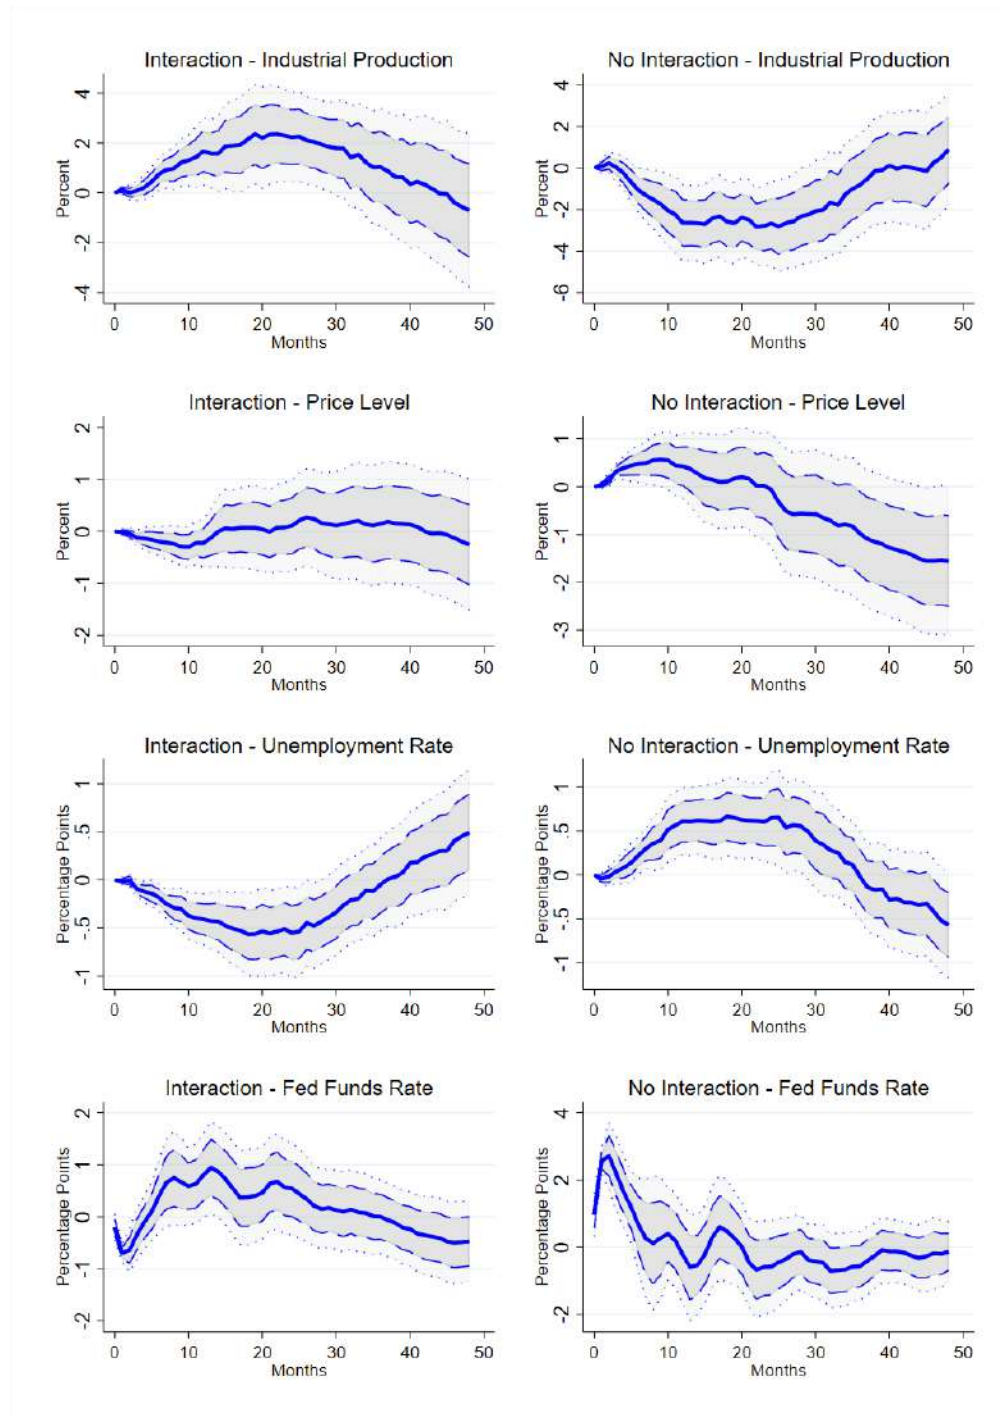 Interaction - Industrial Production
Percent
4
2
0
-2
-4
0 10 20 30 40 50
Months
No Interaction - Industrial Production
Percent
4
2
0
-2
-4
-6
0 10 20 30 40 50
Months
Interaction - Price Level
Percent
2
1
0
-1
-2
0 10 20 30 40 50
Months
No Interaction - Price Level
Percent
1
0
-1
-2
-3
0 10 20 30 40 50
Months
Interaction - Unemployment Rate
Percentage Points
1
.5
0
-.5
-1
0 10 20 30 40 50
Months
No Interaction - Unemployment Rate
Percentage Points
1
.5
0
-.5
-1
0 10 20 30 40 50
Months
Interaction - Fed Funds Rate
Percentage Points
2
1
0
-1
-2
0 10 20 30 40 50
Months
No Interaction - Fed Funds Rate
Percentage Points
4
2
0
-2
0 10 20 30 40 50
Months